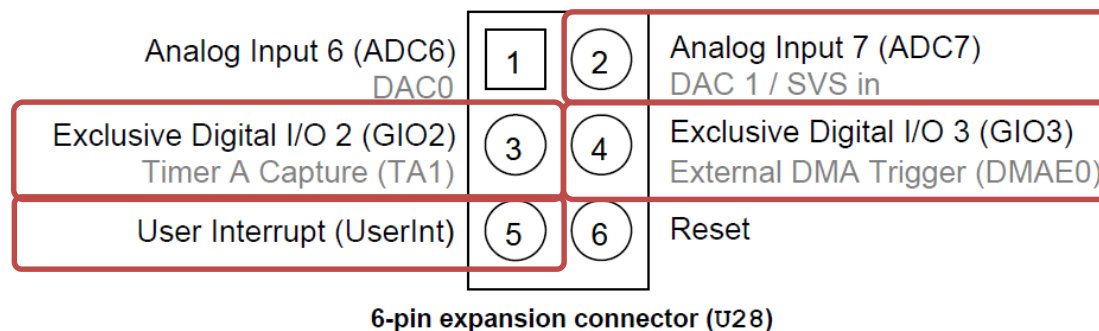 Analog Input 6 (ADC6)
DAC0
1
2
Analog Input 7 (ADC7)
DAC 1 / SVS in
Exclusive Digital I/O 2 (GIO2)
Timer A Capture (TA1)
3
4
Exclusive Digital I/O 3 (GIO3)
External DMA Trigger (DMAE0)
User Interrupt (UserInt)
5
6
Reset
6-pin expansion connector (U28)